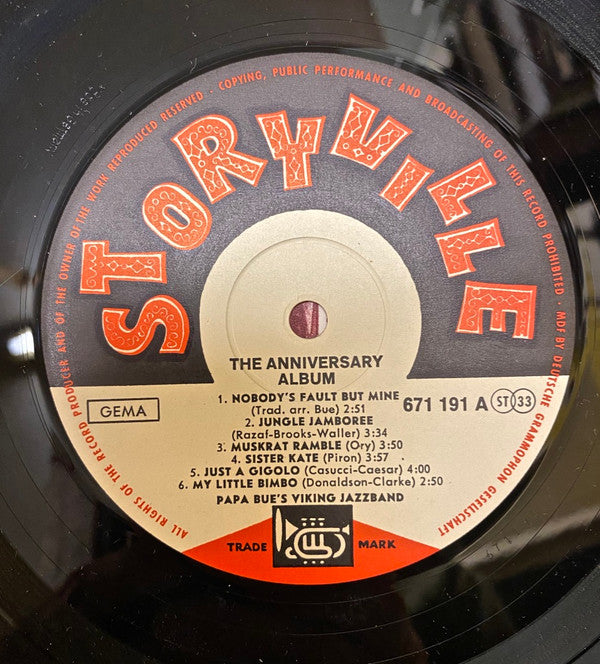 ALL RIGHTS OF THE RECORD PRODUCER AND OF THE OWNER OF THE WORK REPRODUCED RESERVED · COPYING, PUBLIC PERFORMANCE AND BROADCASTING OF THIS RECORD PROHIBITED · MDF BY DEUTSCHE GRAMMOPHON GESELLSCHAFT
STORYVILLE
THE ANNIVERSARY
ALBUM
GEMA
671 191 A ST 33
1. NOBODY'S FAULT BUT MINE
(Trad. arr. Bue) 2:51
2. JUNGLE JAMBOREE
(Razaf-Brooks-Waller) 3:34
3. MUSKRAT RAMBLE (Ory) 3:50
4. SISTER KATE (Piron) 3:57
5. JUST A GIGOLO (Casucci-Caesar) 4:00
6. MY LITTLE BIMBO (Donaldson-Clarke) 2:50
PAPA BUE'S VIKING JAZZBAND
TRADE MARK